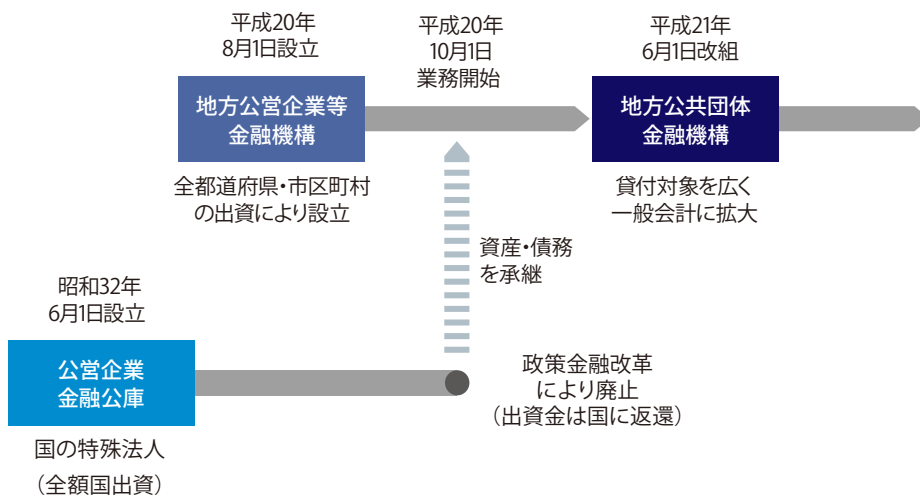 平成20年
8月1日設立
地方公営企業等
金融機構
全都道府県・市区町村
の出資により設立
平成20年
10月1日
業務開始
平成21年
6月1日改組
地方公共団体
金融機構
貸付対象を広く
一般会計に拡大
資産・債務
を承継
昭和32年
6月1日設立
公営企業
金融公庫
国の特殊法人
（全額国出資）
政策金融改革
により廃止
（出資金は国に返還）